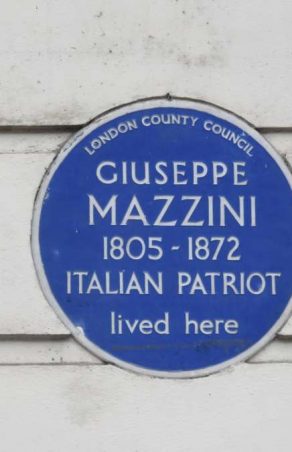 LONDON COUNTY COUNCIL
GIUSEPPE
MAZZINI
1805 - 1872
ITALIAN PATRIOT
lived here